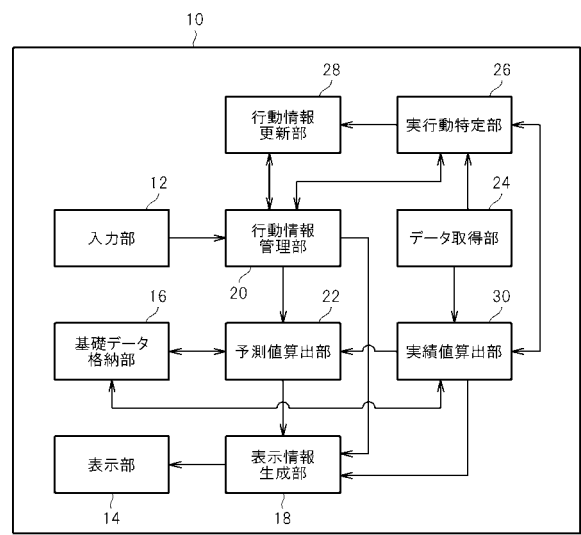 10
28
26
行動情報
更新部
実行動特定部
12
24
入力部
行動情報
管理部
データ取得部
20
16
22
30
基礎データ
格納部
予測値算出部
実績値算出部
表示部
表示情報
生成部
14
18